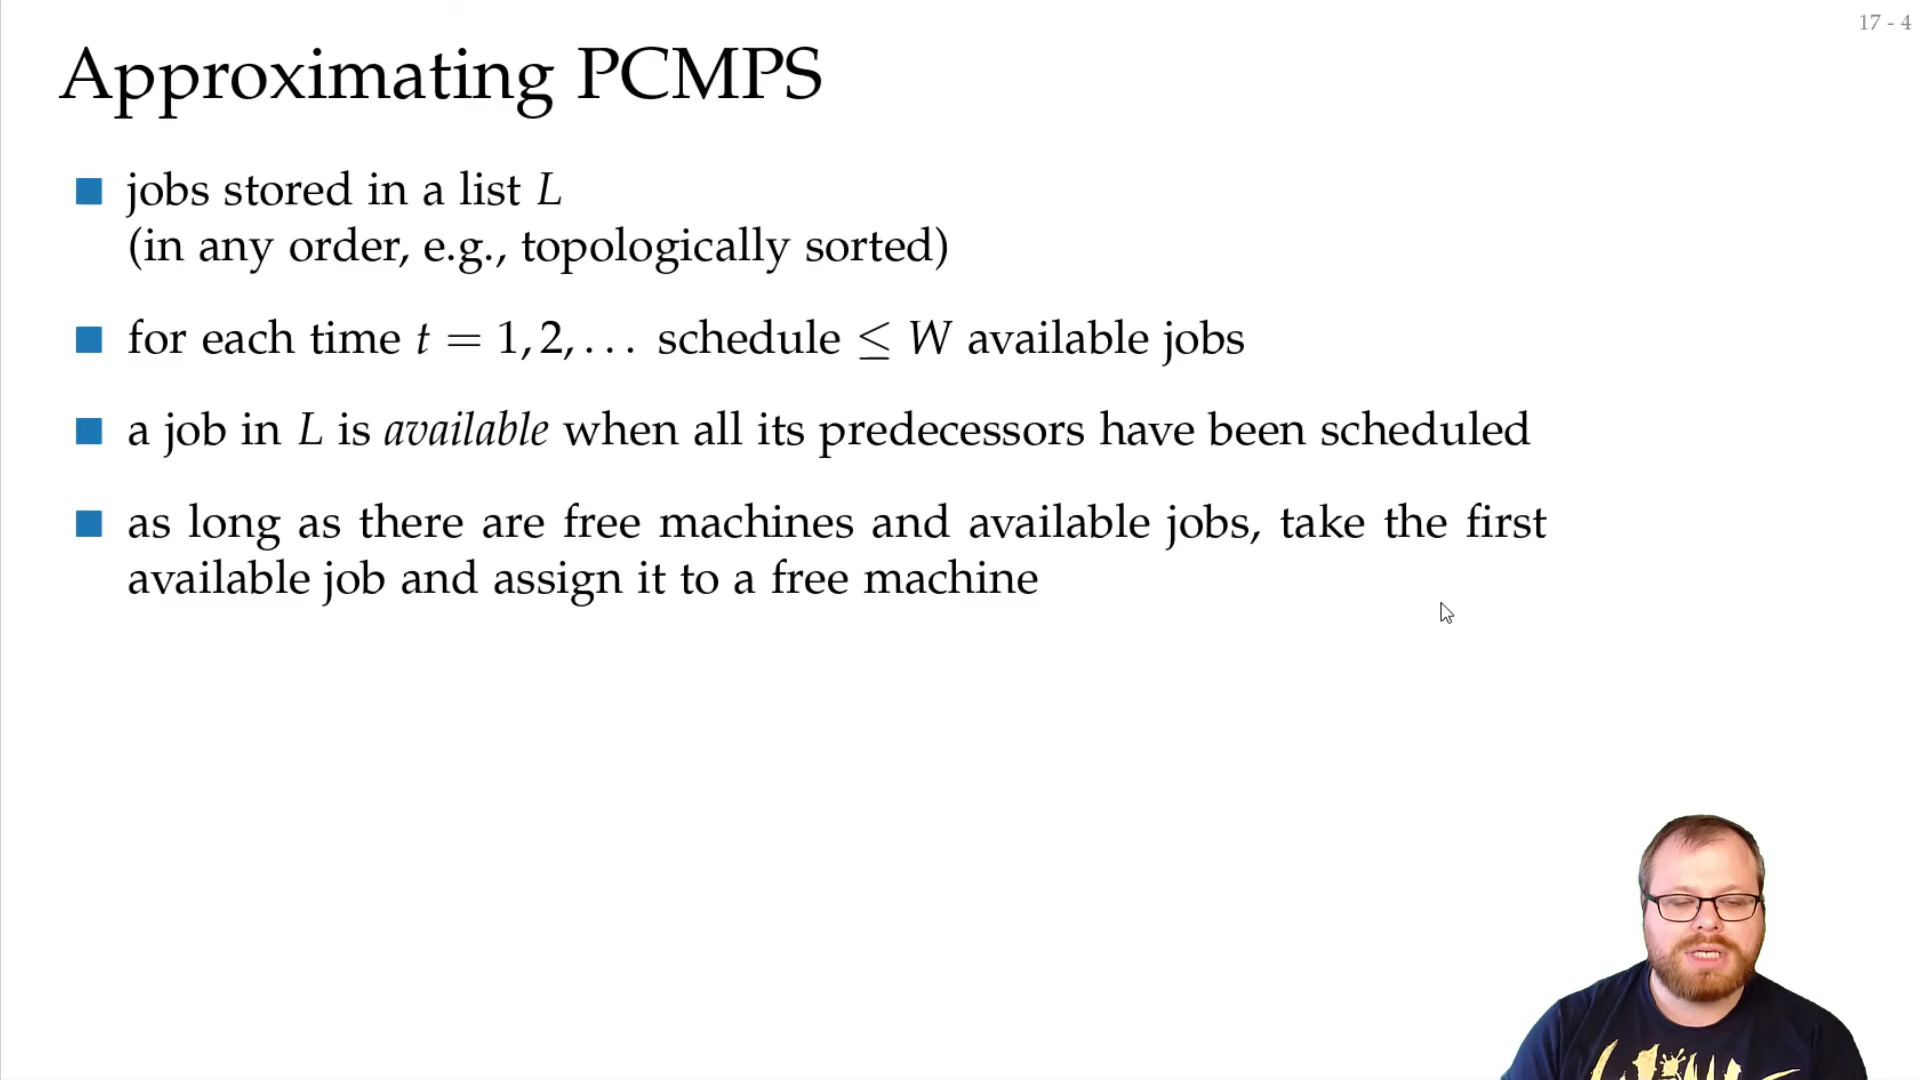 17 - 4
Approximating PCMPS
jobs stored in a list L
(in any order, e.g., topologically sorted)
for each time t = 1, 2, . . . schedule ≤ W available jobs
a job in L is available when all its predecessors have been scheduled
as long as there are free machines and available jobs, take the first
available job and assign it to a free machine